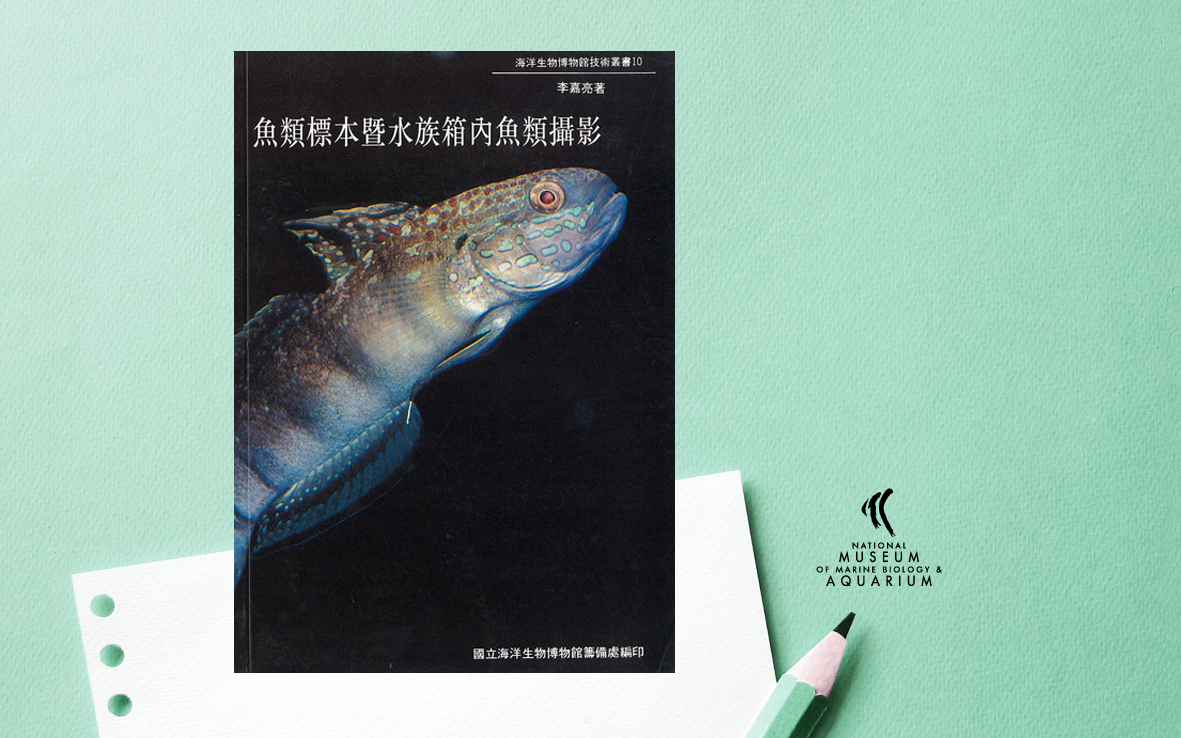 海洋生物博物館技術叢書10
李嘉亮著
魚類標本暨水族箱內魚類攝影
國立海洋生物博物館籌備處編印
NATIONAL
MUSEUM
OF MARINE BIOLOGY &
AQUARIUM